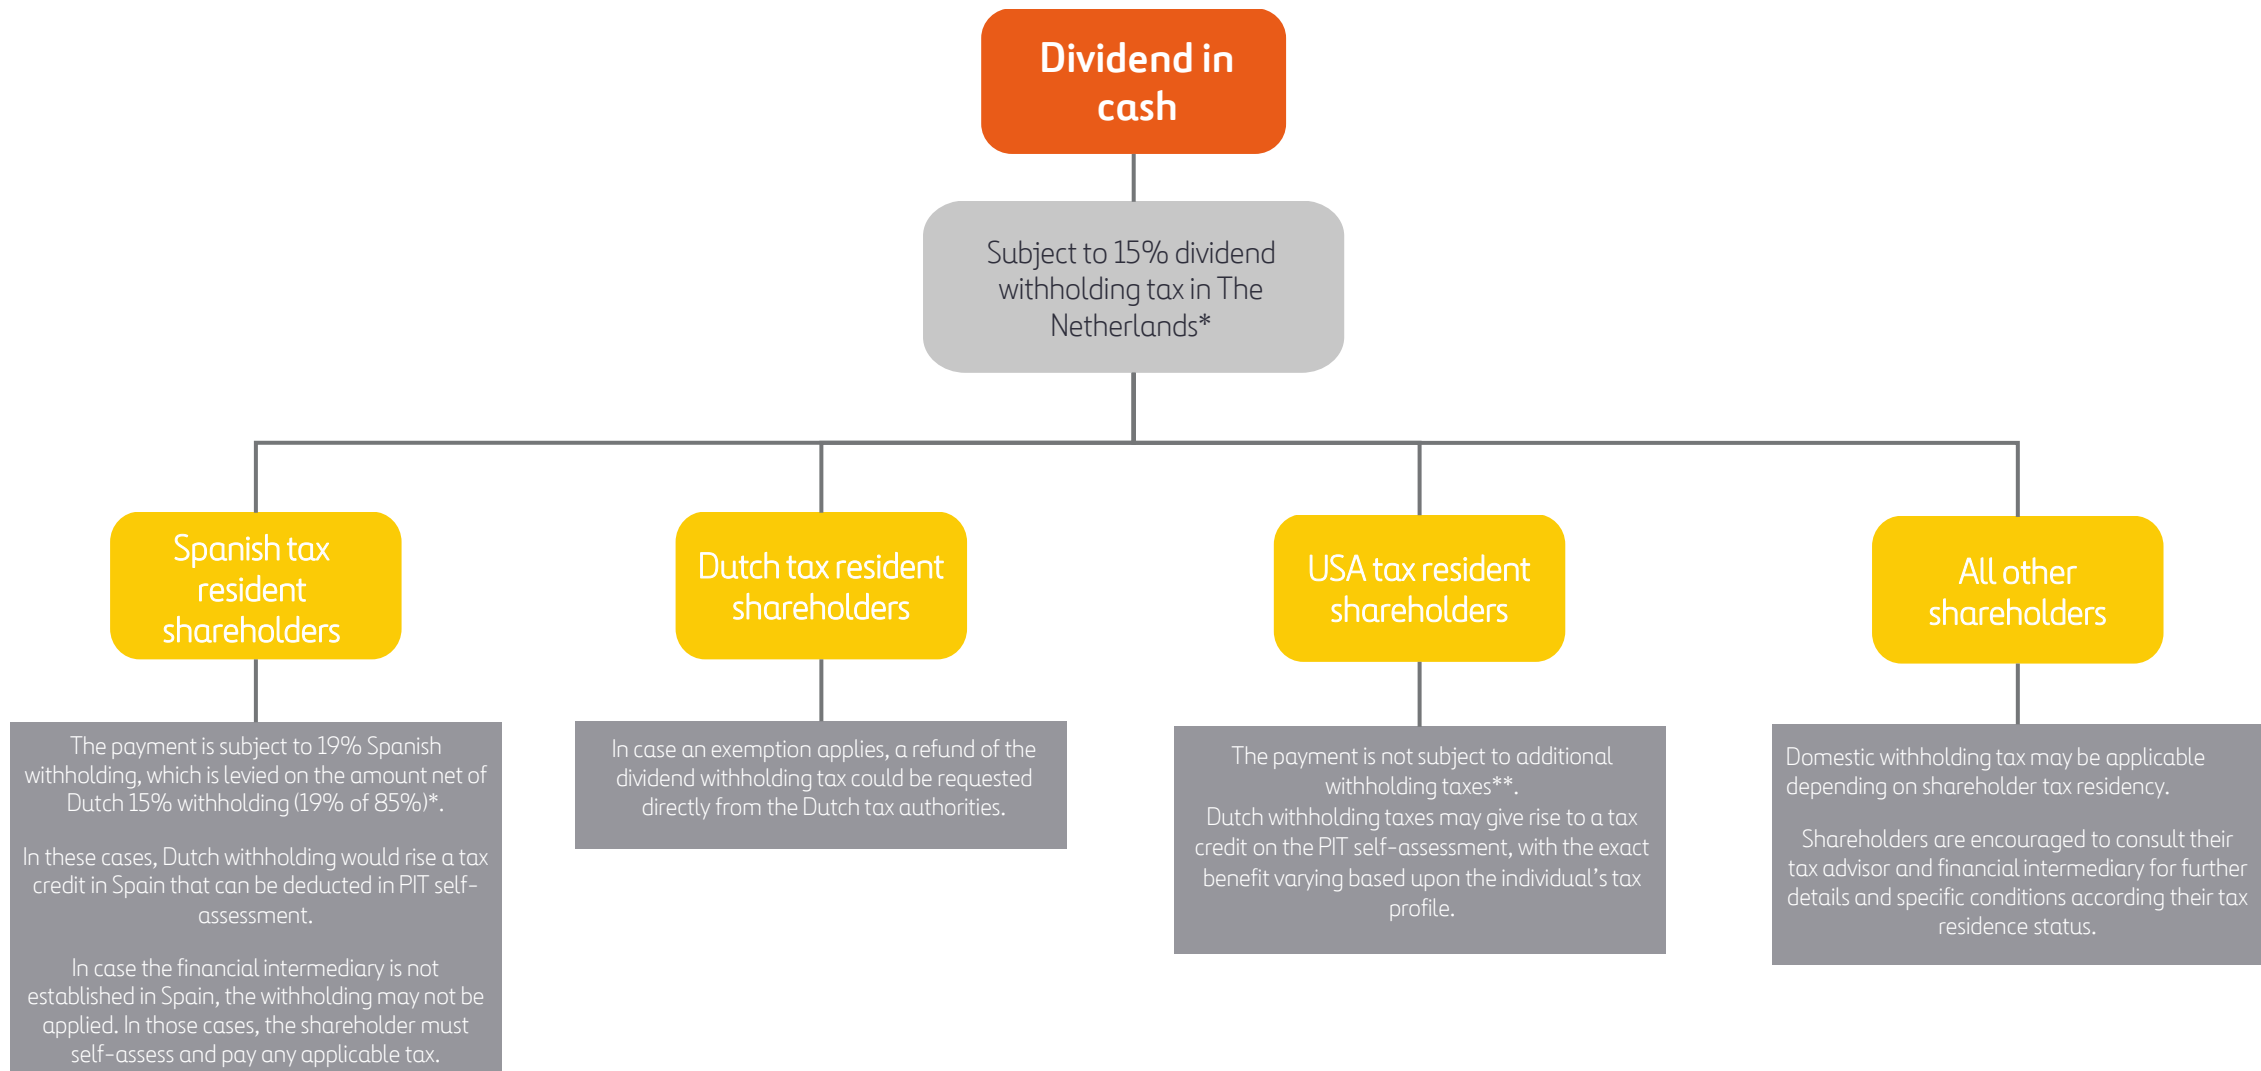 Dividend in
cash
Subject to 15% dividend
withholding tax in The
Netherlands*
Spanish tax
resident
shareholders
Dutch tax resident
shareholders
USA tax resident
shareholders
All other
shareholders
The payment is subject to 19% Spanish
withholding, which is levied on the amount net of
Dutch 15% withholding (19% of 85%)*.
In these cases, Dutch withholding would rise a tax
credit in Spain that can be deducted in PIT self-
assessment.
In case the financial intermediary is not
established in Spain, the withholding may not be
applied. In those cases, the shareholder must
self-assess and pay any applicable tax.
In case an exemption applies, a refund of the
dividend withholding tax could be requested
directly from the Dutch tax authorities.
The payment is not subject to additional
withholding taxes**.
Dutch withholding taxes may give rise to a tax
credit on the PIT self-assessment, with the exact
benefit varying based upon the individual's tax
profile.
Domestic withholding tax may be applicable
depending on shareholder tax residency.
Shareholders are encouraged to consult their
tax advisor and financial intermediary for further
details and specific conditions according their tax
residence status.